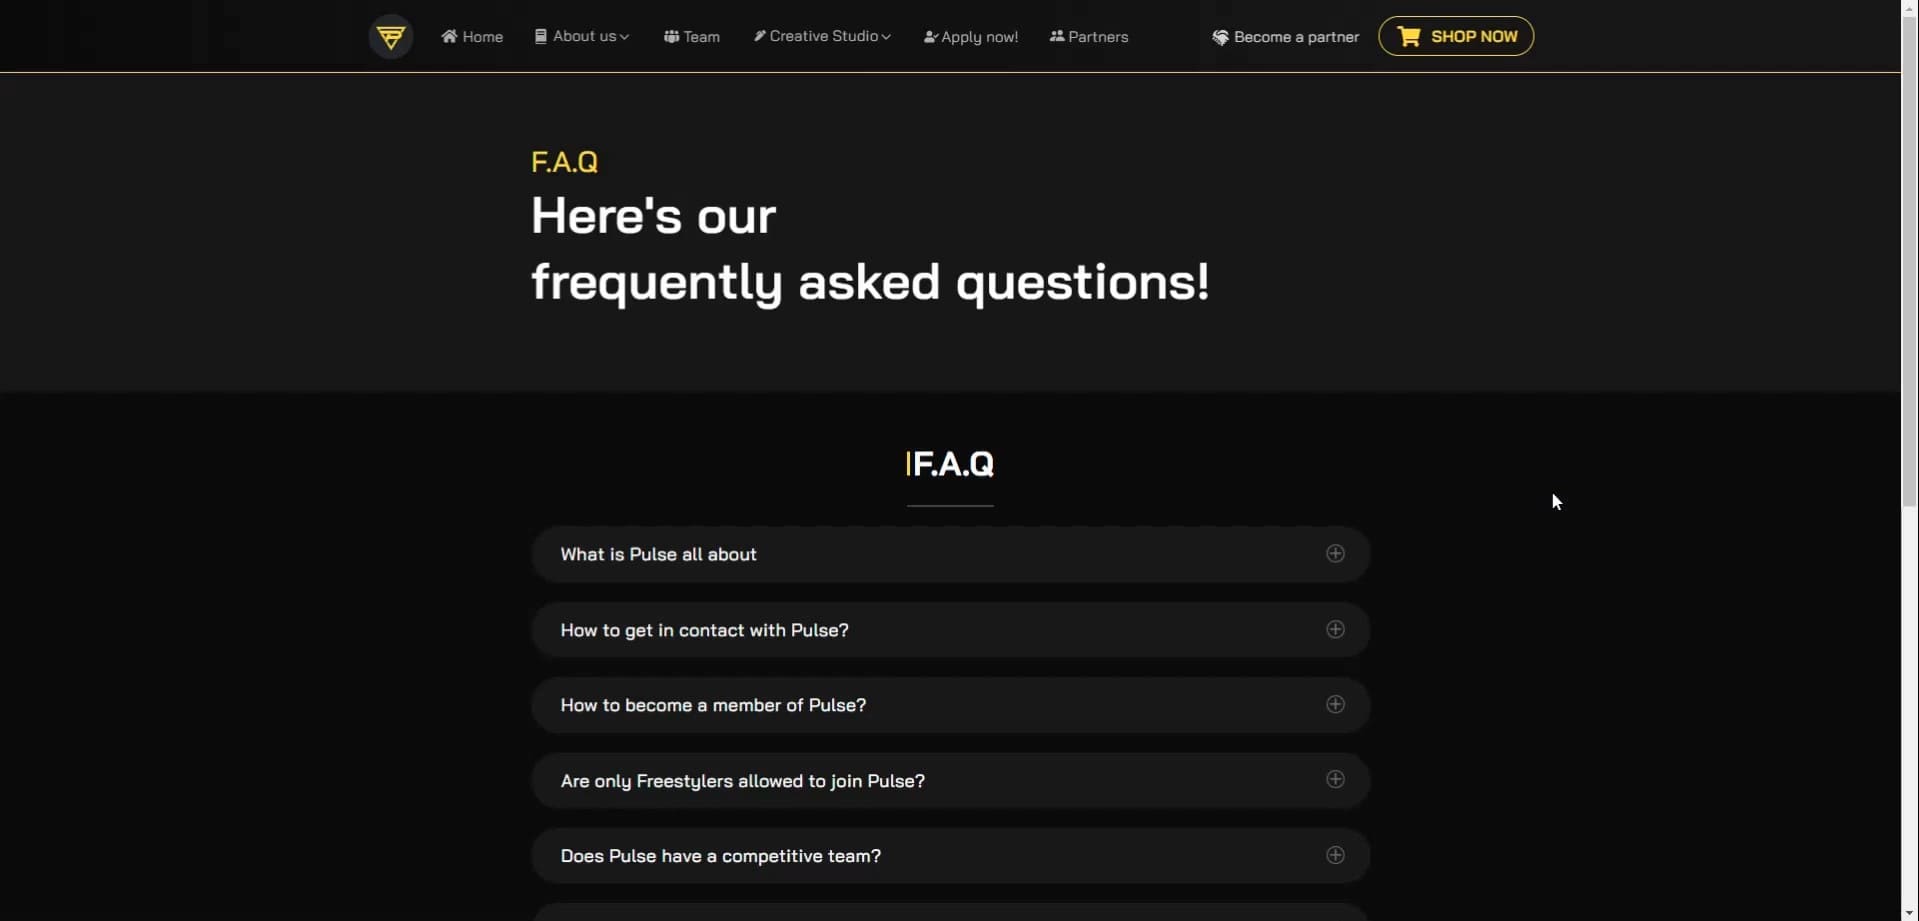 Home
About us
Team
Creative Studio
Apply now!
Partners
Become a partner
SHOP NOW
F.A.Q
Here's our
frequently asked questions!
F.A.Q
What is Pulse all about
How to get in contact with Pulse?
How to become a member of Pulse?
Are only Freestylers allowed to join Pulse?
Does Pulse have a competitive team?